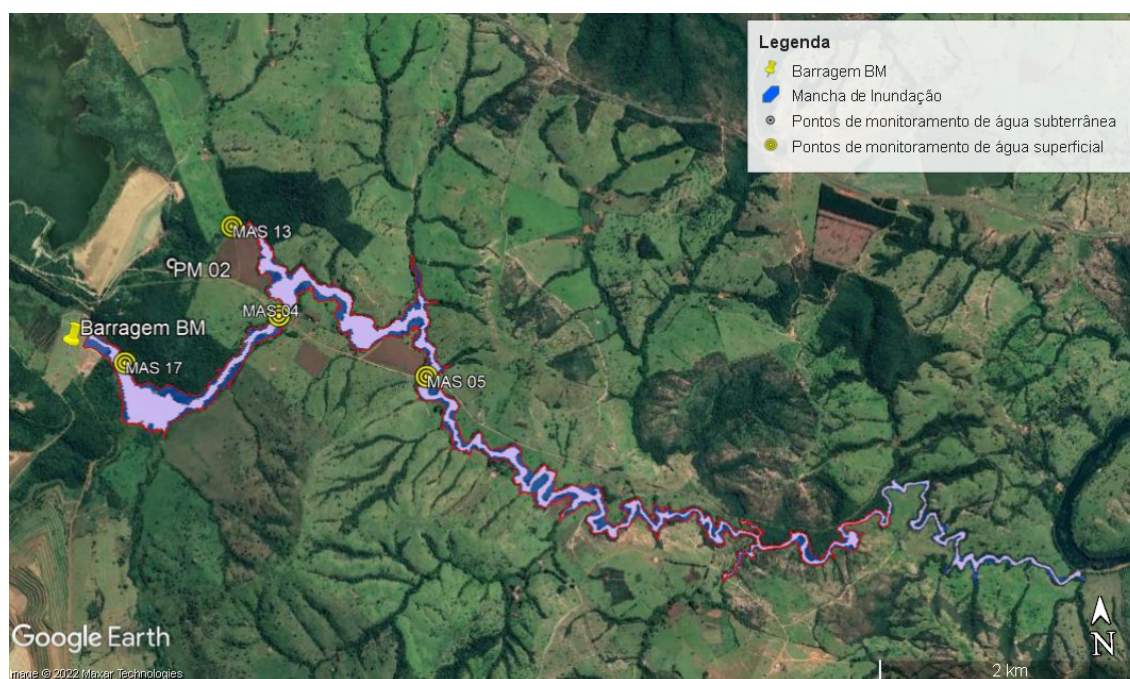 Legenda
Barragem BM
Mancha de Inundação
Pontos de monitoramento de água subterrânea
Pontos de monitoramento de água superficial
MAS 13
PM 02
MAS 04
Barragem BM
MAS 17
MAS 05
Google Earth
N
Image © 2022 Maxar Technologies
2 km